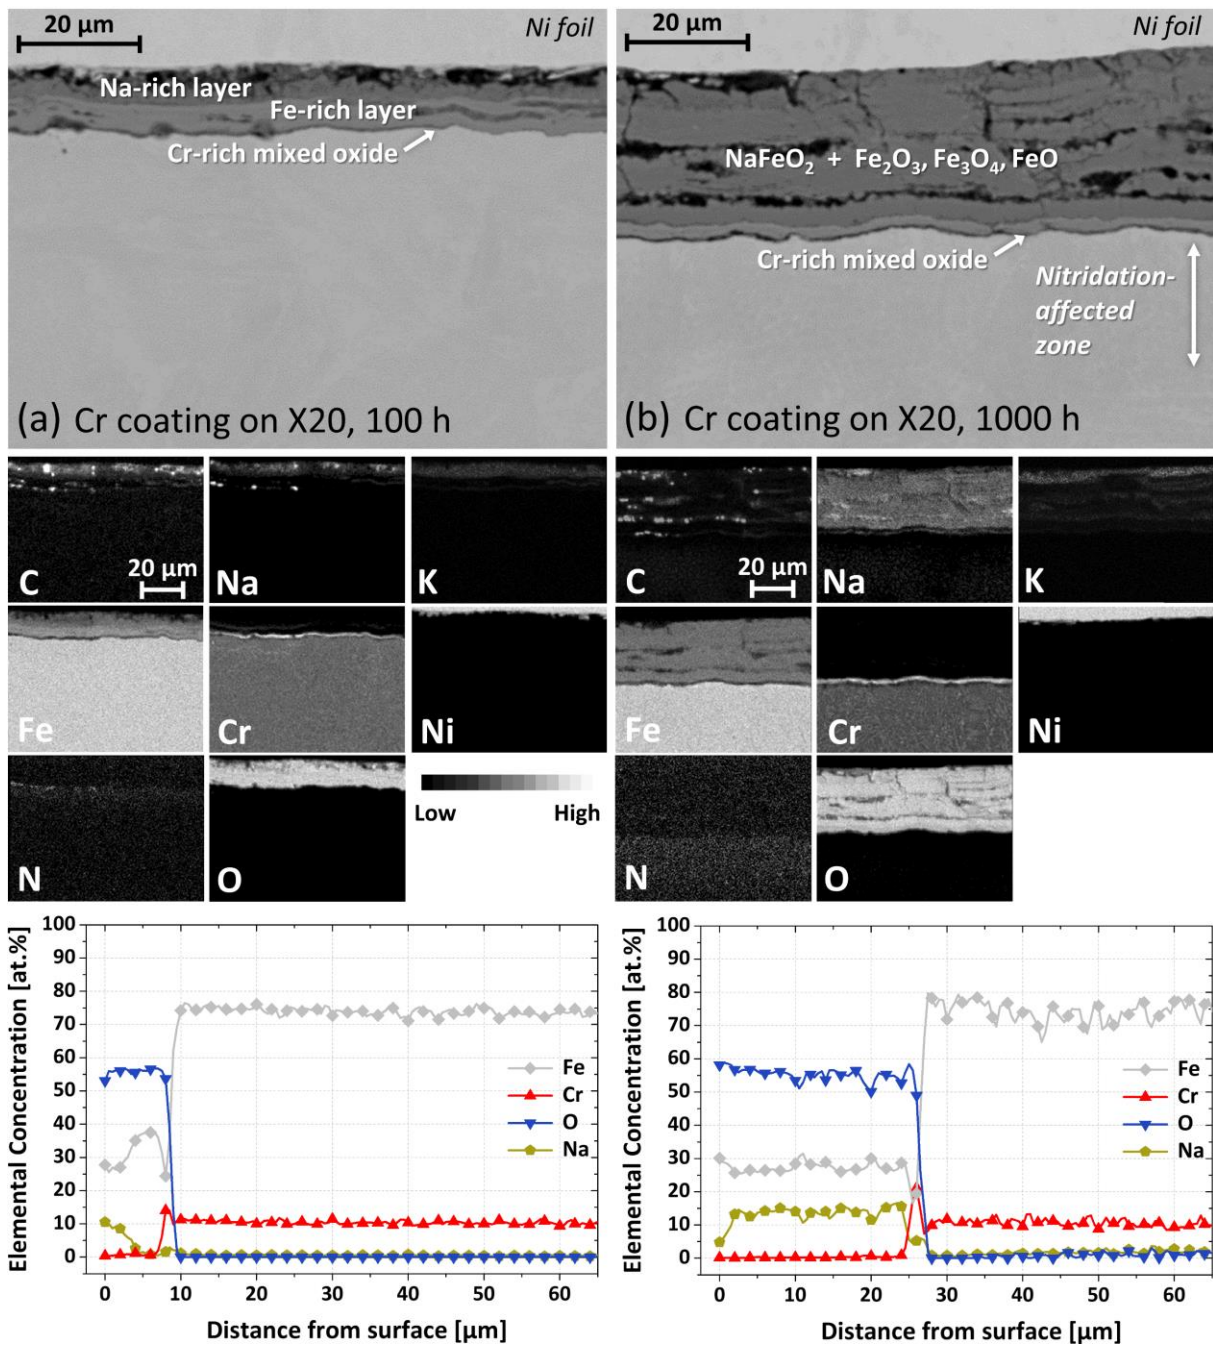 20 µm
Ni foil
Na-rich layer
Fe-rich layer
Cr-rich mixed oxide
(a) Cr coating on X20, 100 h
20 µm
Ni foil
NaFeO₂ + Fe₂O₃, Fe₃O₄, FeO
Cr-rich mixed oxide
Nitridation-
affected
zone
(b) Cr coating on X20, 1000 h
C
20 µm
Na
K
Fe
Cr
Ni
N
O
Low
High
C
20 µm
Na
K
Fe
Cr
Ni
N
O
Elemental Concentration [at.%]
100
90
80
70
60
50
40
30
20
10
0
Fe
Cr
O
Na
0 10 20 30 40 50 60
Distance from surface [µm]
Elemental Concentration [at.%]
100
90
80
70
60
50
40
30
20
10
0
Fe
Cr
O
Na
0 10 20 30 40 50 60
Distance from surface [µm]